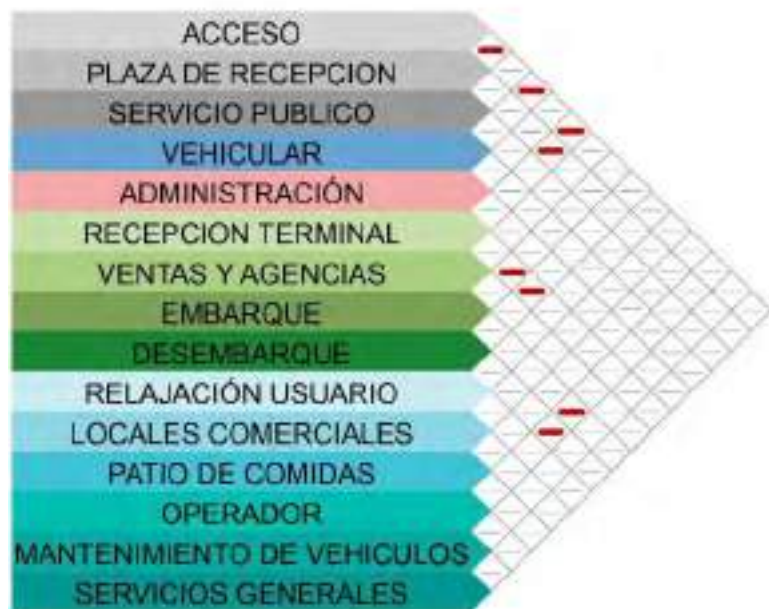 ACCESO
PLAZA DE RECEPCION
SERVICIO PUBLICO
VEHICULAR
ADMINISTRACIÓN
RECEPCION TERMINAL
VENTAS Y AGENCIAS
EMBARQUE
DESEMBARQUE
RELAJACIÓN USUARIO
LOCALES COMERCIALES
PATIO DE COMIDAS
OPERADOR
MANTENIMIENTO DE VEHICULOS
SERVICIOS GENERALES